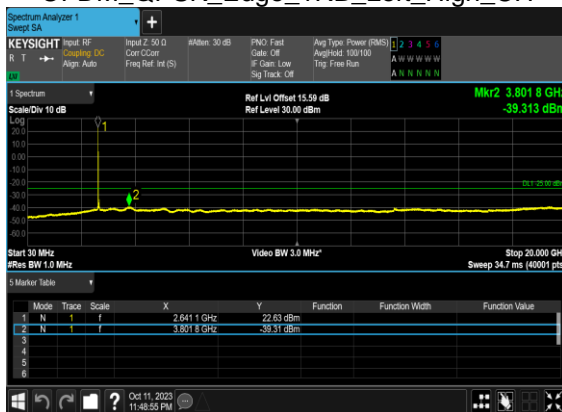 Spectrum Analyzer 1
Swept SA
+
KEYSIGHT Input: RF Input Z: 50 Ω #Atten: 30 dB PNO: Fast Avg Type: Power (RMS) 1 2 3 4 5 6
R T Coupling: DC Corr CCorr Gate: Off Avg|Hold: 100/100 A W W W W W
Align: Auto Freq Ref: Int (S) IF Gain: Low Trig: Free Run
Sig Track: Off A N N N N N
1 Spectrum
Ref Lvl Offset 15.59 dB Mkr2 3.801 8 GHz
Scale/Div 10 dB Ref Level 30.00 dBm -39.313 dBm
Log
20.0
10.0
0.00
-10.0
-20.0
-30.0
-40.0
-50.0
-60.0
1
2
Start 30 MHz Video BW 3.0 MHz* Stop 20.000 GH
#Res BW 1.0 MHz Sweep 34.7 ms (40001 pts
5 Marker Table
Mode Trace Scale X Y Function Function Width Function Value
1 N 1 f 2.641 1 GHz 22.63 dBm
2 N 1 f 3.801 8 GHz -39.31 dBm
3
4
5
6
? Oct 11, 2023
11:48:55 PM